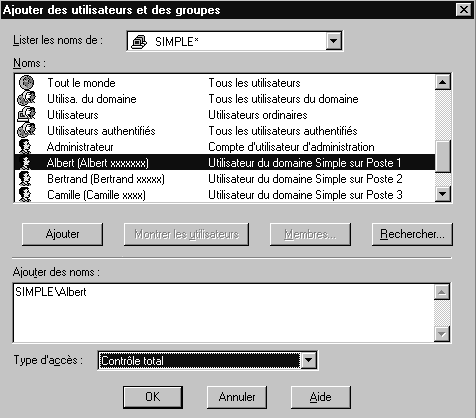 Ajouter des utilisateurs et des groupes
Lister les noms de : SIMPLE*
Noms :
Tout le monde Tous les utilisateurs
Utilisa. du domaine Tous les utilisateurs du domaine
Utilisateurs Utilisateurs ordinaires
Utilisateurs authentifiés Tous les utilisateurs authentifiés
Administrateur Compte d'utilisateur d'administration
Albert (Albert xxxxxxx) Utilisateur du domaine Simple sur Poste 1
Bertrand (Bertrand xxxxx) Utilisateur du domaine Simple sur Poste 2
Camille (Camille xxxx) Utilisateur du domaine Simple sur Poste 3
Ajouter Montrer les utilisateurs Membres... Rechercher...
Ajouter des noms :
SIMPLE\Albert
Type d'accès : Contrôle total
OK Annuler Aide